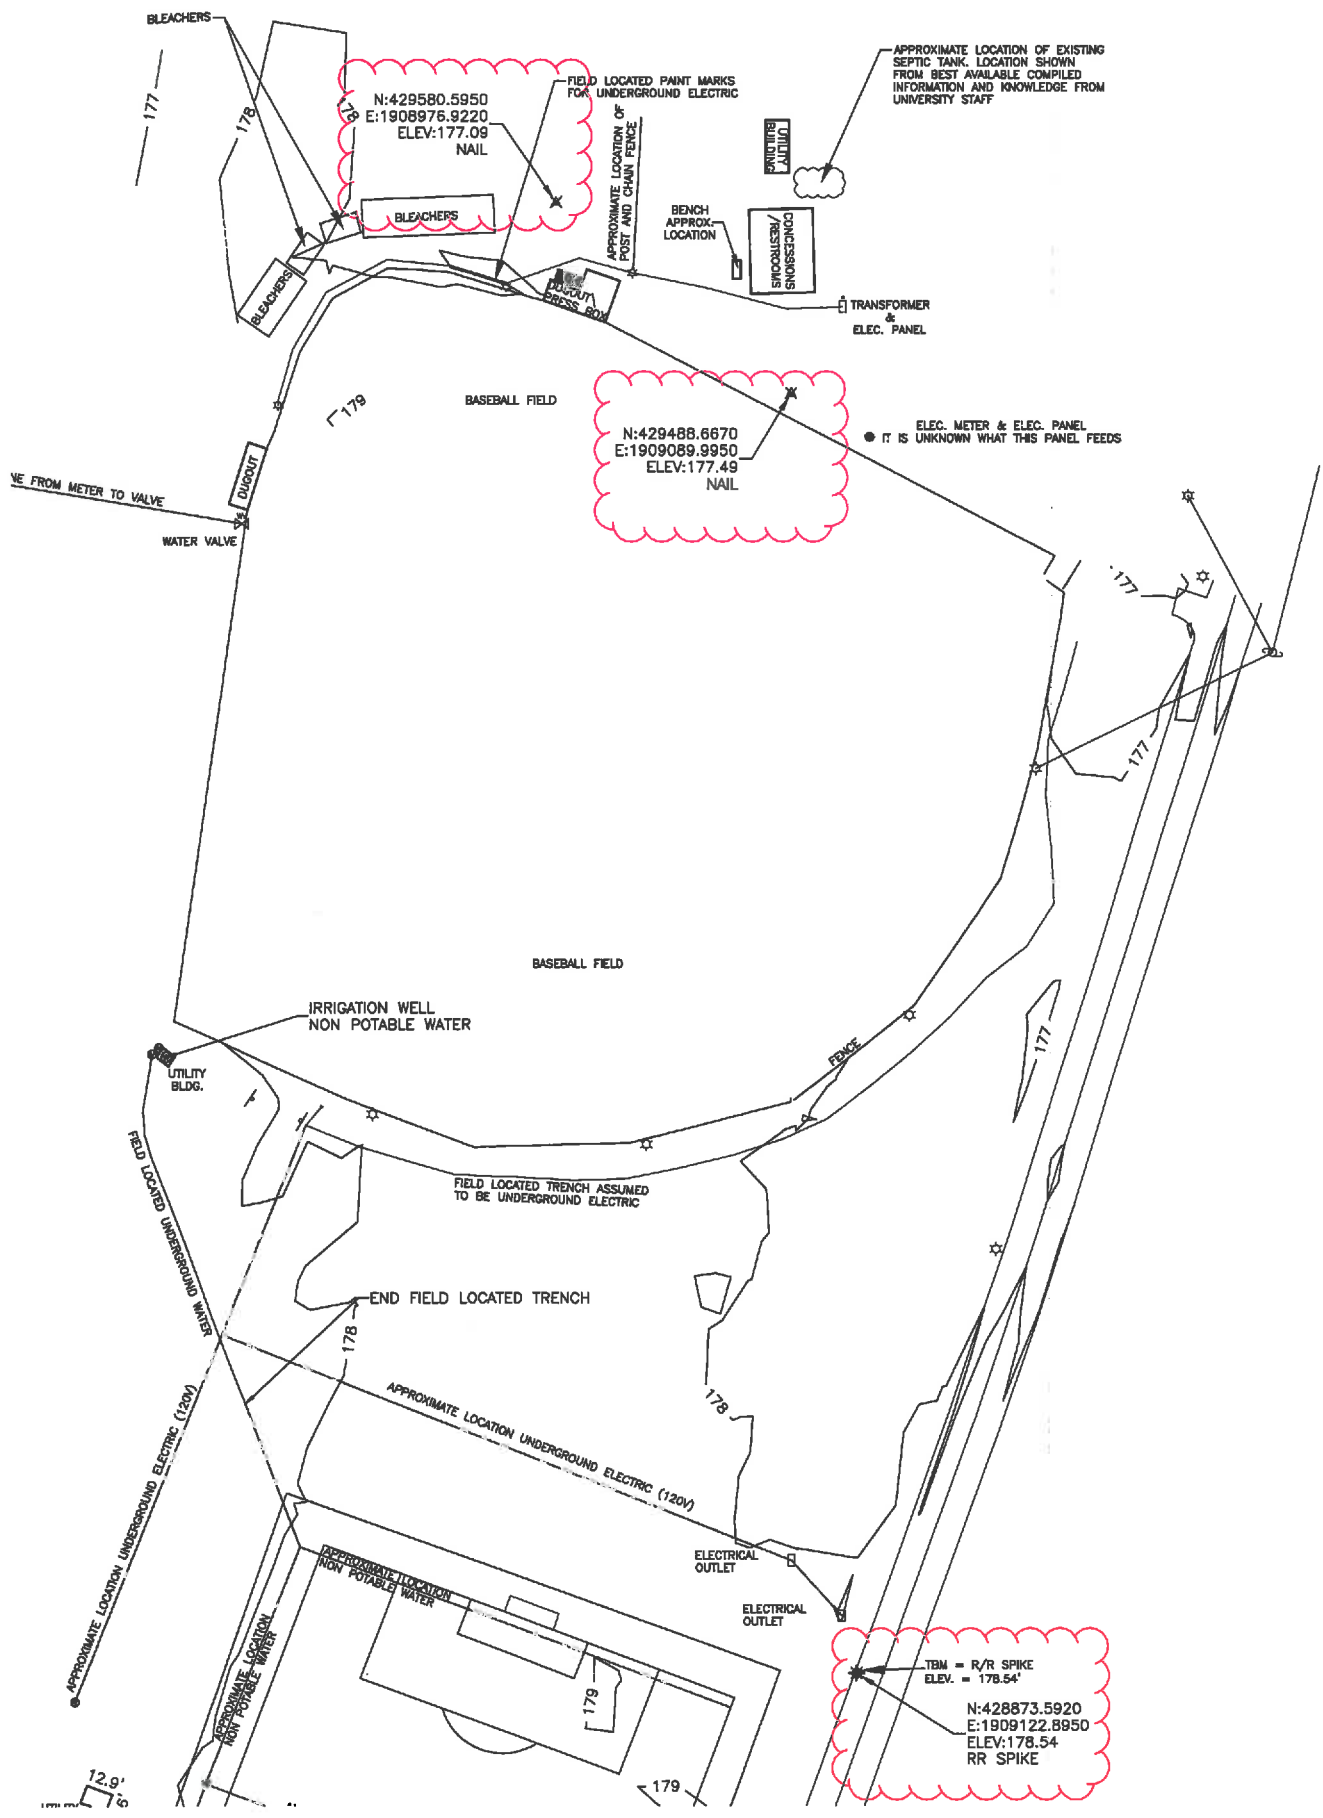 BLEACHERS
177
178
178
N:429580.5950
E:1908976.9220
ELEV:177.09
NAIL
FIELD LOCATED PAINT MARKS
FOR UNDERGROUND ELECTRIC
APPROXIMATE LOCATION OF EXISTING
SEPTIC TANK. LOCATION SHOWN
FROM BEST AVAILABLE COMPILED
INFORMATION AND KNOWLEDGE FROM
UNIVERSITY STAFF
APPROXIMATE LOCATION OF
POST AND CHAIN FENCE
UTILITY
BUILDING
BLEACHERS
BENCH
APPROX.
LOCATION
CONCESSIONS
/RESTROOMS
BLEACHERS
DUGOUT\
PRESS BOX
TRANSFORMER
&
ELEC. PANEL
179
BASEBALL FIELD
N:429488.6670
E:1909089.9950
ELEV:177.49
NAIL
ELEC. METER & ELEC. PANEL
IT IS UNKNOWN WHAT THIS PANEL FEEDS
DUGOUT
NE FROM METER TO VALVE
WATER VALVE
177
177
BASEBALL FIELD
IRRIGATION WELL
NON POTABLE WATER
UTILITY
BLDG.
FENCE
177
FIELD LOCATED UNDERGROUND WATER
FIELD LOCATED TRENCH ASSUMED
TO BE UNDERGROUND ELECTRIC
END FIELD LOCATED TRENCH
178
178
APPROXIMATE LOCATION UNDERGROUND ELECTRIC (120V)
APPROXIMATE LOCATION UNDERGROUND ELECTRIC (120V)
ELECTRICAL
OUTLET
APPROXIMATE LOCATION
NON POTABLE WATER
ELECTRICAL
OUTLET
APPROXIMATE LOCATION
NON POTABLE WATER
TBM = R/R SPIKE
ELEV. = 178.54'
N:428873.5920
E:1909122.8950
ELEV:178.54
RR SPIKE
179
179
12.9'
UTILITY